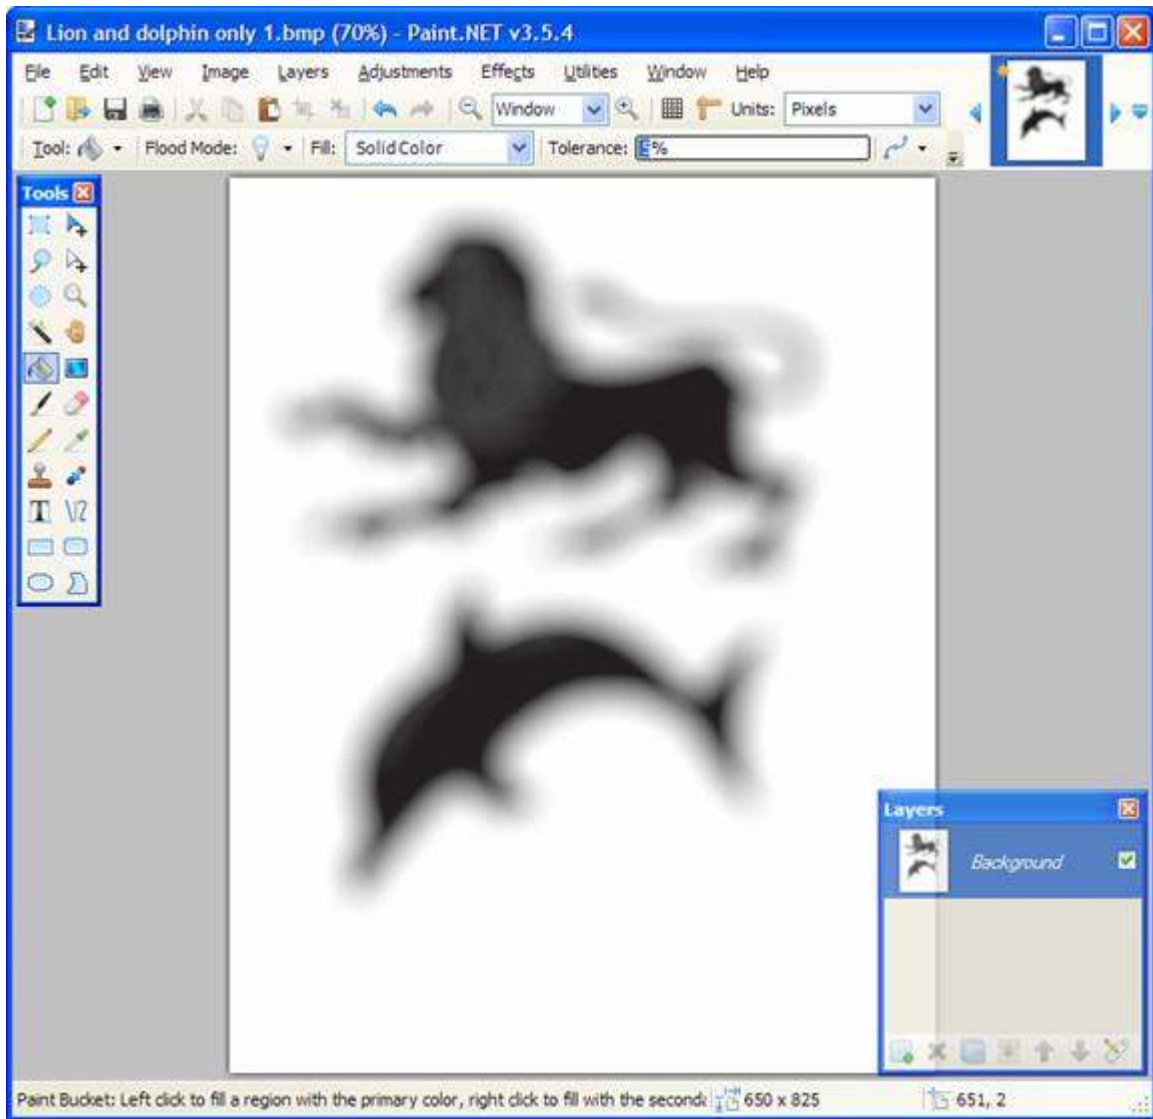 Lion and dolphin only 1.bmp (70%) - Paint.NET v3.5.4
File Edit View Image Layers Adjustments Effects Utilities Window Help
Window Units: Pixels
Tool: Flood Mode: Fill: Solid Color Tolerance: %
Tools
T
Layers
Background
Paint Bucket: Left click to fill a region with the primary color, right click to fill with the second 650 x 825 651, 2